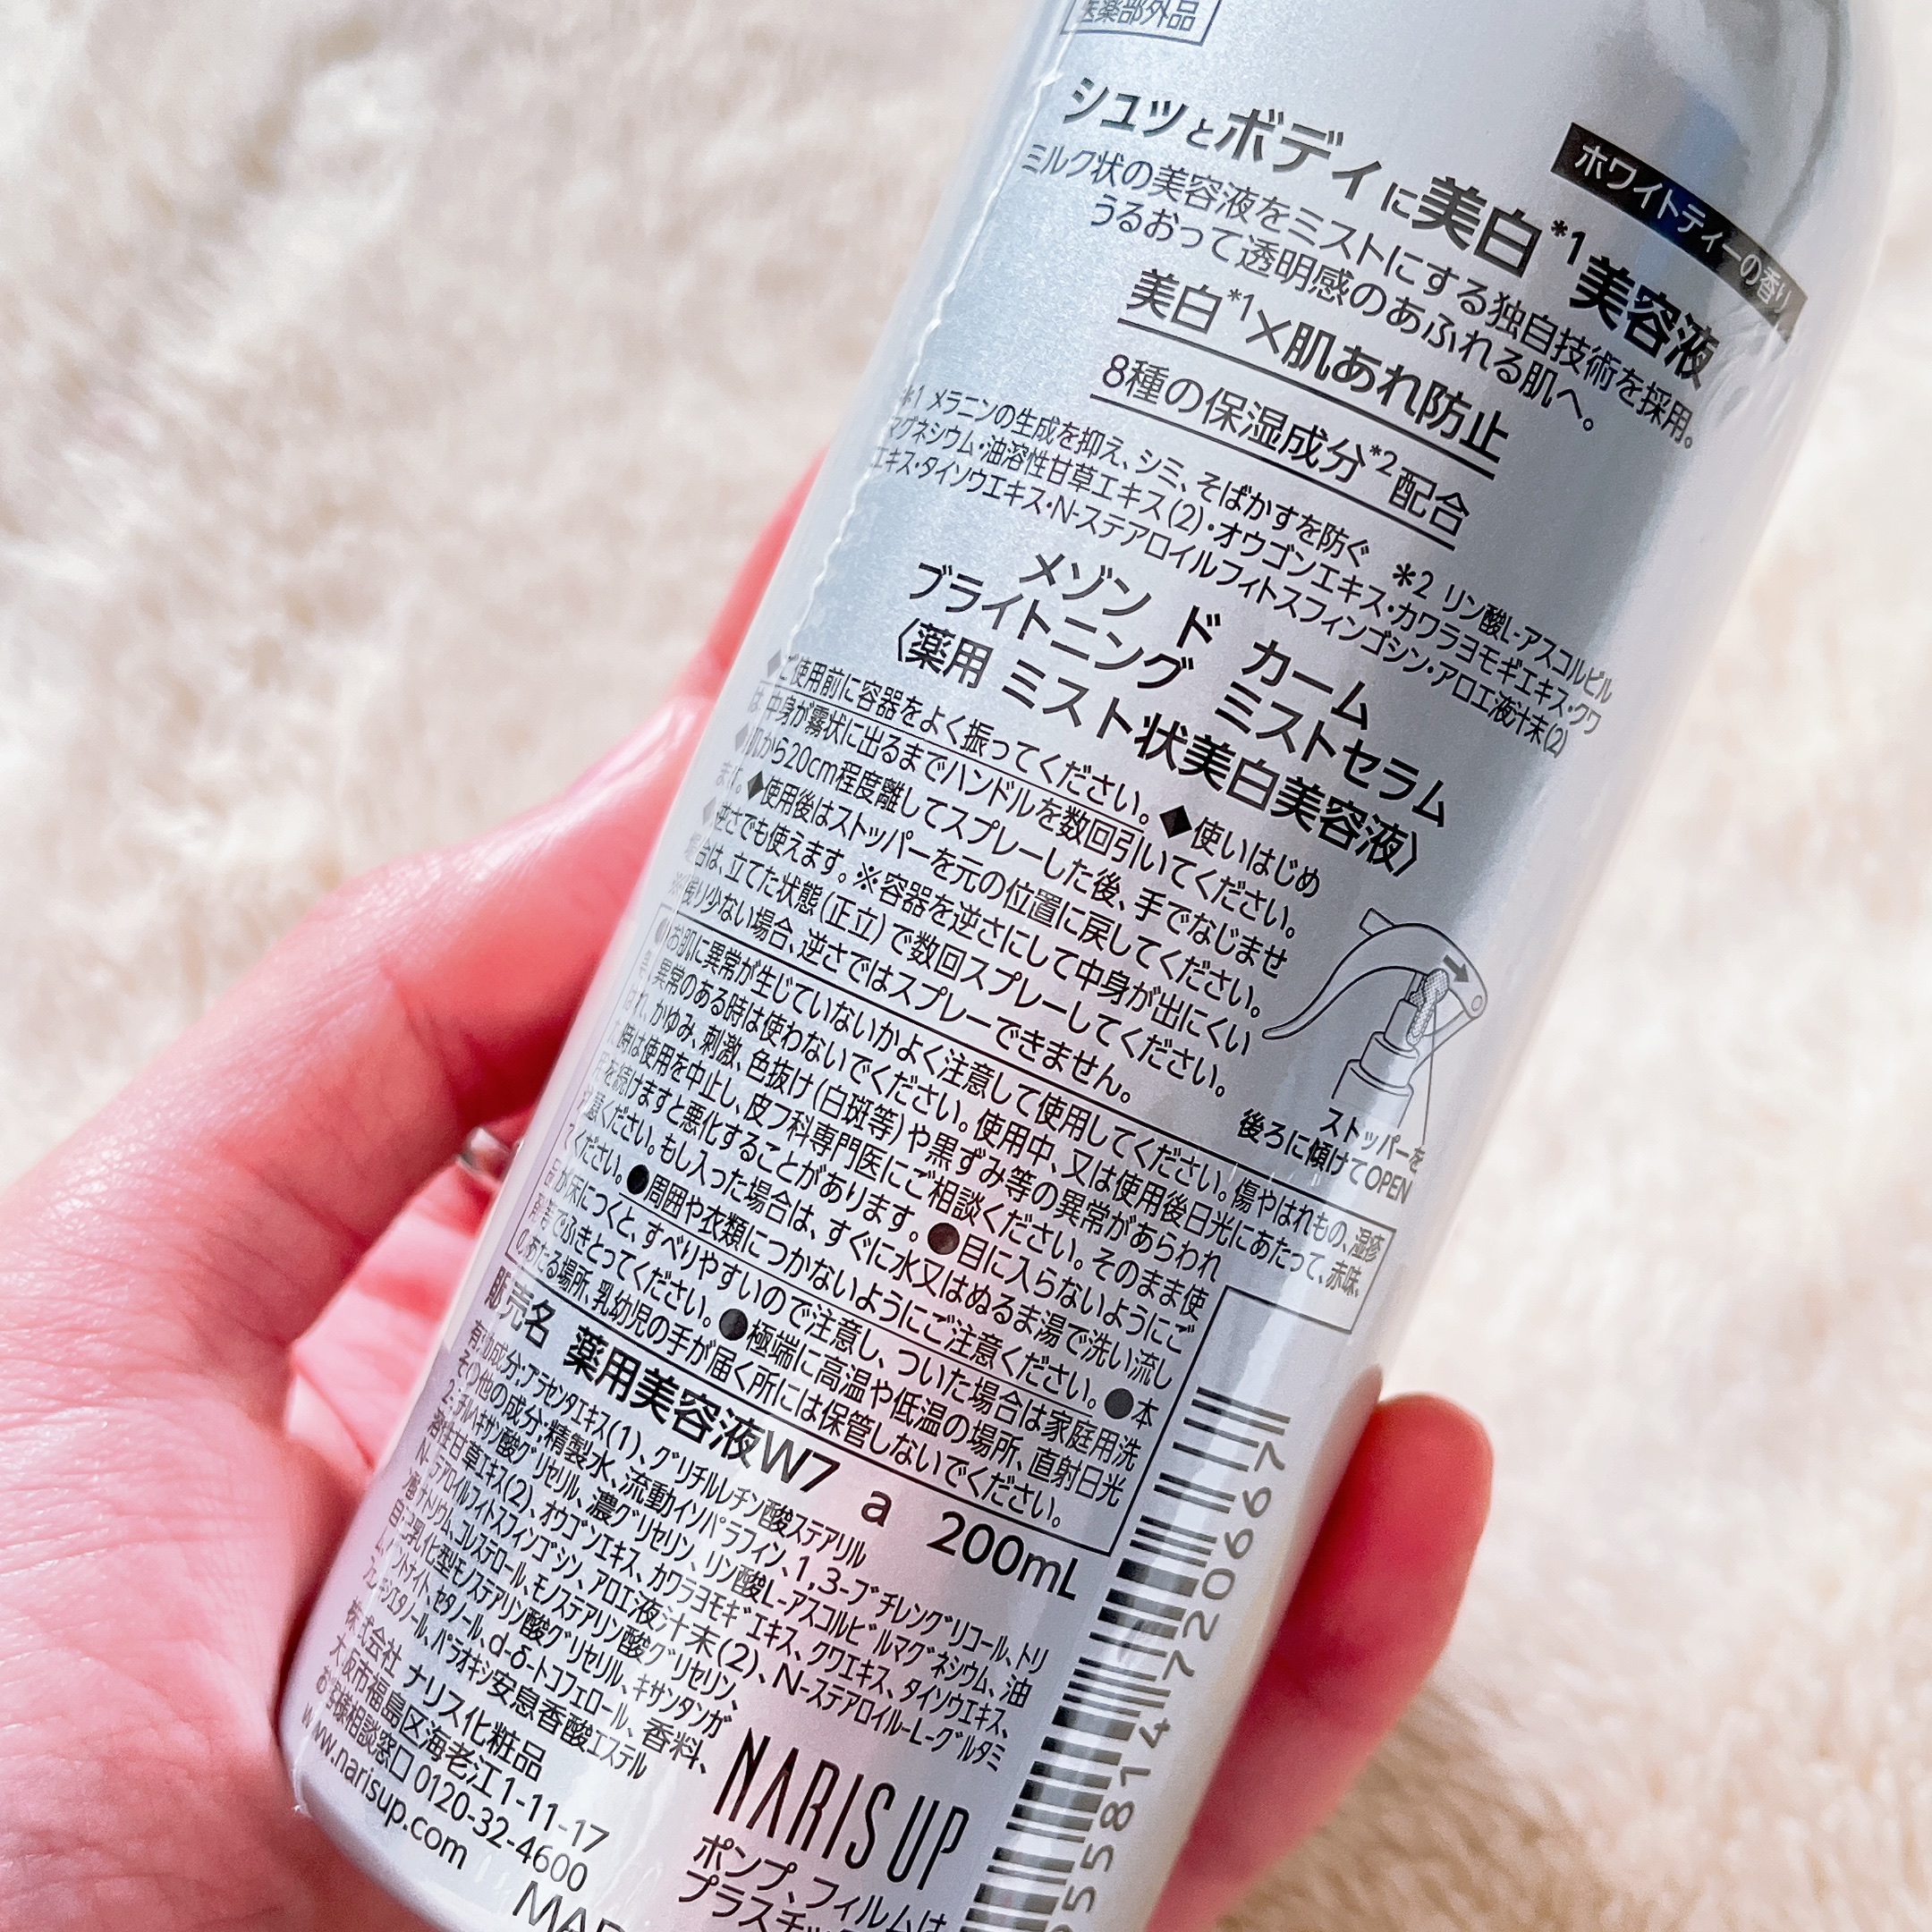 医薬部外品
ホワイトティーの香り
シュッとボディに美白*1美容液
ミルク状の美容液をミストにする独自技術を採用。
うるおって透明感のあふれる肌へ。
美白*1×肌あれ防止
8種の保湿成分*2配合
*1 メラニンの生成を抑え、シミ、そばかすを防ぐ *2 リン酸L-アスコルビル
マグネシウム・油溶性甘草エキス(2)・オウゴンエキス・カワラヨモギエキス・クワ
エキス・タイソウエキス・N-ステアロイルフィトスフィンゴシン・アロエ液汁末(2)
メゾン ド カーム
ブライトニング ミストセラム
〈薬用 ミスト状美白美容液〉
◆ご使用前に容器をよく振ってください。◆使いはじめ
は、中身が霧状に出るまでハンドルを数回引いてください。
◆肌から20cm程度離してスプレーした後、手でなじませ
ます。◆使用後はストッパーを元の位置に戻してください。
◆逆さでも使えます。※容器を逆さにして中身が出にくい
場合は、立てた状態(正立)で数回スプレーしてください。
※残り少ない場合、逆さではスプレーできません。
ストッパーを
後ろに傾けてOPEN
●お肌に異常が生じていないかよく注意して使用してください。傷やはれもの、湿疹
等、異常のある時は使わないでください。使用中、又は使用後日光にあたって、赤味、
はれ、かゆみ、刺激、色抜け(白斑等)や黒ずみ等の異常があらわれ
た時は使用を中止し、皮フ科専門医にご相談ください。そのまま使
用を続けますと悪化することがあります。●目に入らないようにご
注意ください。もし入った場合は、すぐに水又はぬるま湯で洗い流し
てください。●周囲や衣類につかないようにご注意ください。●本
品が床につくと、すべりやすいので注意し、ついた場合は家庭用洗
剤等でふきとってください。●極端に高温や低温の場所、直射日光
のあたる場所、乳幼児の手が届く所には保管しないでください。
販売名 薬用美容液W7 a 200mL
有効成分:プラセンタエキス(1)、グリチルレチン酸ステアリル
その他の成分:精製水、流動イソパラフィン、1,3-ブチレングリコール、トリ
2-エチルヘキサン酸グリセリル、濃グリセリン、リン酸L-アスコルビルマグネシウム、油
溶性甘草エキス(2)、オウゴンエキス、カワラヨモギエキス、クワエキス、タイソウエキス、
N-ステアロイルフィトスフィンゴシン、アロエ液汁末(2)、N-ステアロイル-L-グルタミ
ン酸ナトリウム、コレステロール、モノステアリン酸グリセリン、
自己乳化型モノステアリン酸グリセリル、キサンタンガ
ム、ベントナイト、セタノール、d-δ-トコフェロール、香料、
フェノキシエタノール、パラオキシ安息香酸エステル
株式会社 ナリス化粧品
大阪市福島区海老江1-11-17
お客様相談窓口 0120-32-4600
www.narisup.com
NARIS UP
ポンプ、フィルムは